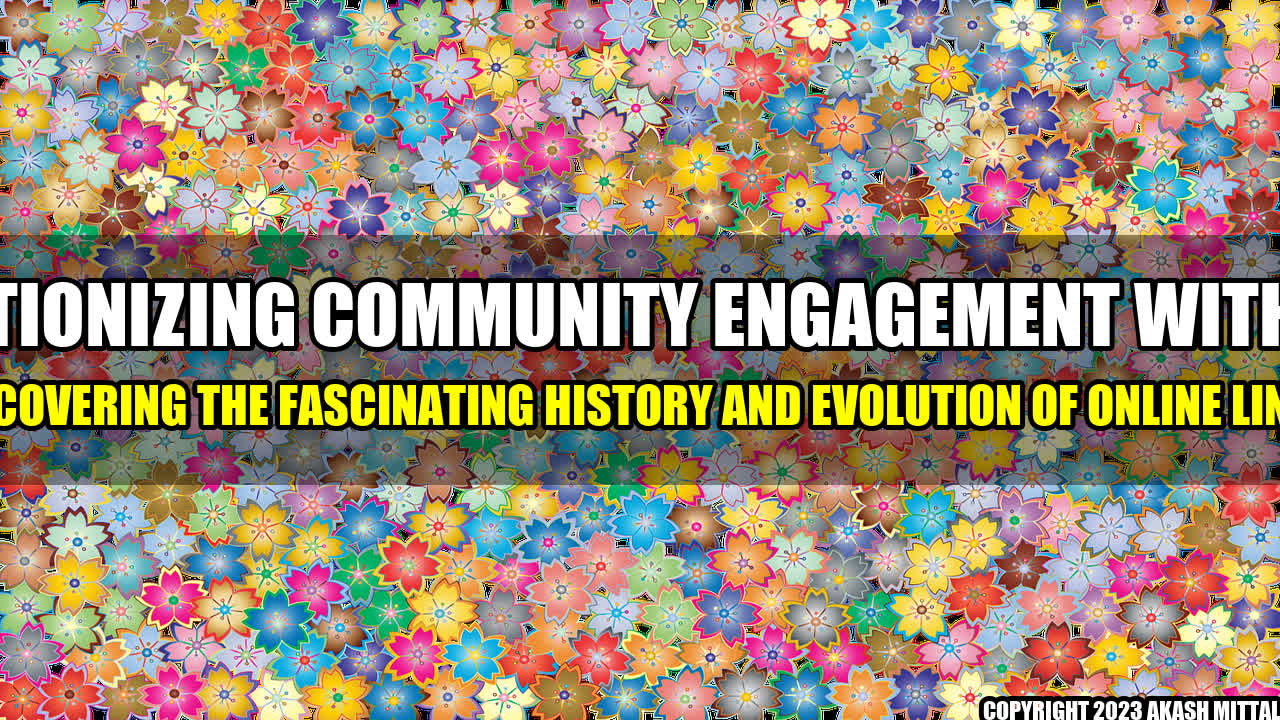 TIONIZING COMMUNITY ENGAGEMENT WITH
COVERING THE FASCINATING HISTORY AND EVOLUTION OF ONLINE LIN
COPYRIGHT 2023 AKASH MITTAL